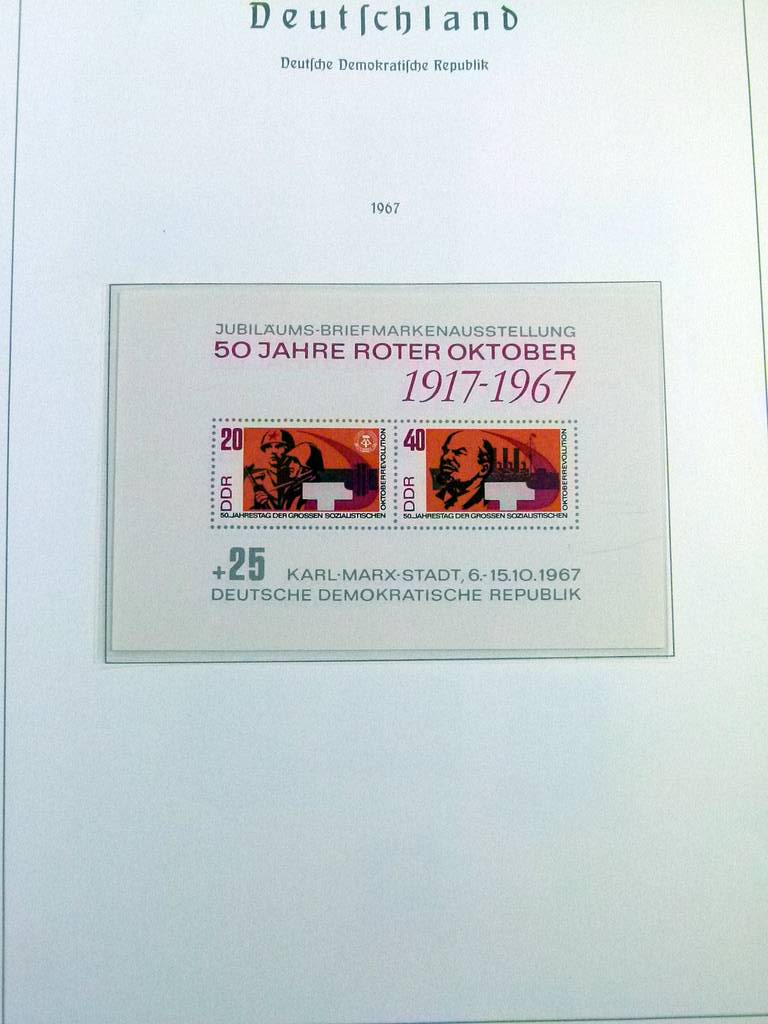 Deutſchland
Deutſche Demokratiſche Republik
1967
JUBILÄUMS-BRIEFMARKENAUSSTELLUNG
50 JAHRE ROTER OKTOBER
1917-1967
20
DDR
50. JAHRESTAG DER GROSSEN SOZIALISTISCHEN
OKTOBERREVOLUTION
40
DDR
50. JAHRESTAG DER GROSSEN SOZIALISTISCHEN
OKTOBERREVOLUTION
+25 KARL-MARX-STADT, 6.-15.10.1967
DEUTSCHE DEMOKRATISCHE REPUBLIK